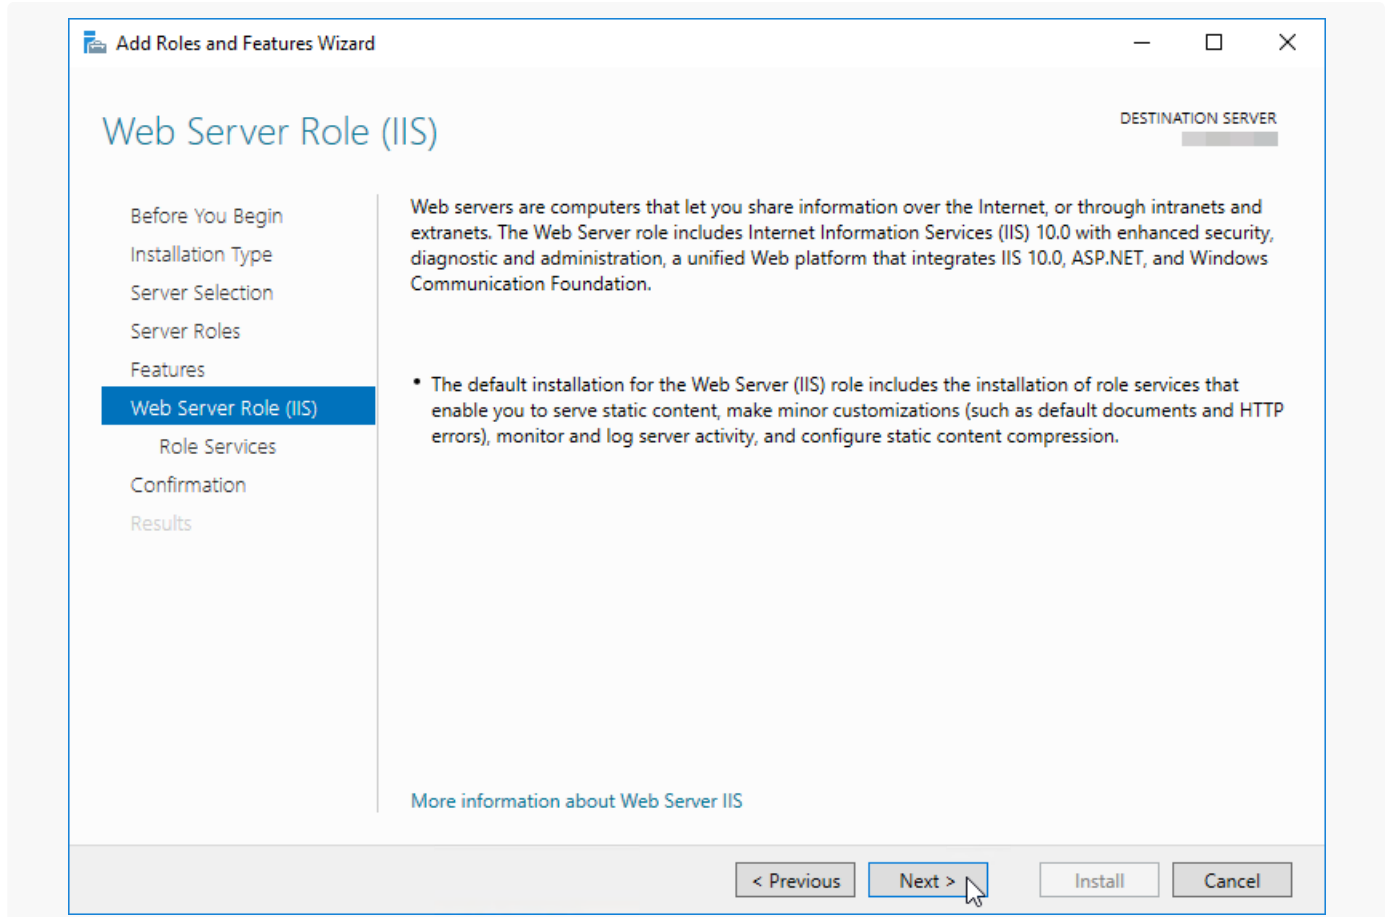 Add Roles and Features Wizard
Web Server Role (IIS)
DESTINATION SERVER
Before You Begin
Installation Type
Server Selection
Server Roles
Features
Web Server Role (IIS)
Role Services
Confirmation
Results
Web servers are computers that let you share information over the Internet, or through intranets and
extranets. The Web Server role includes Internet Information Services (IIS) 10.0 with enhanced security,
diagnostic and administration, a unified Web platform that integrates IIS 10.0, ASP.NET, and Windows
Communication Foundation.
• The default installation for the Web Server (IIS) role includes the installation of role services that
enable you to serve static content, make minor customizations (such as default documents and HTTP
errors), monitor and log server activity, and configure static content compression.
More information about Web Server IIS
< Previous
Next >
Install
Cancel